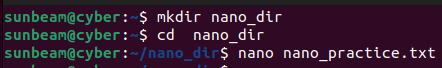 sunbeam@cyber:~$ mkdir nano_dir
sunbeam@cyber:~$ cd  nano_dir
sunbeam@cyber:~/nano_dir$ nano nano_practice.txt